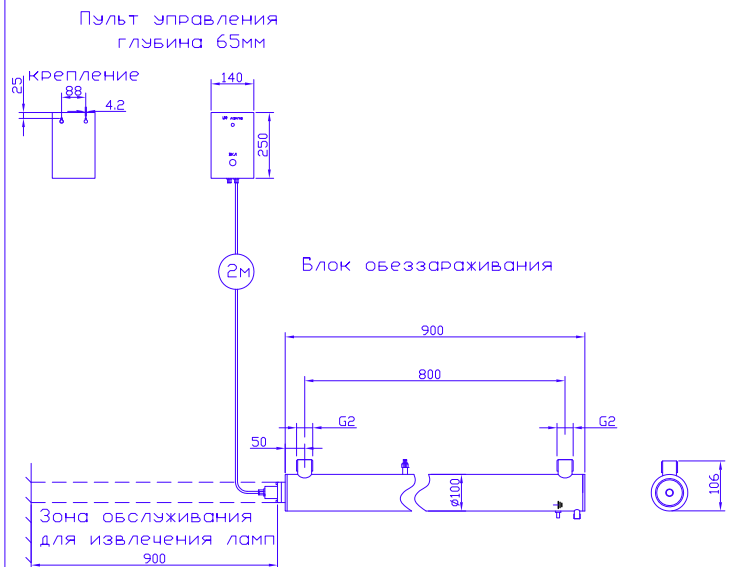 Пульт управления
глубина 65мм
крепление
25
88
4.2
140
ВКЛ
250
2м
Блок обеззараживания
900
800
G2
G2
50
ø100
106
Зона обслуживания
для извлечения ламп
900